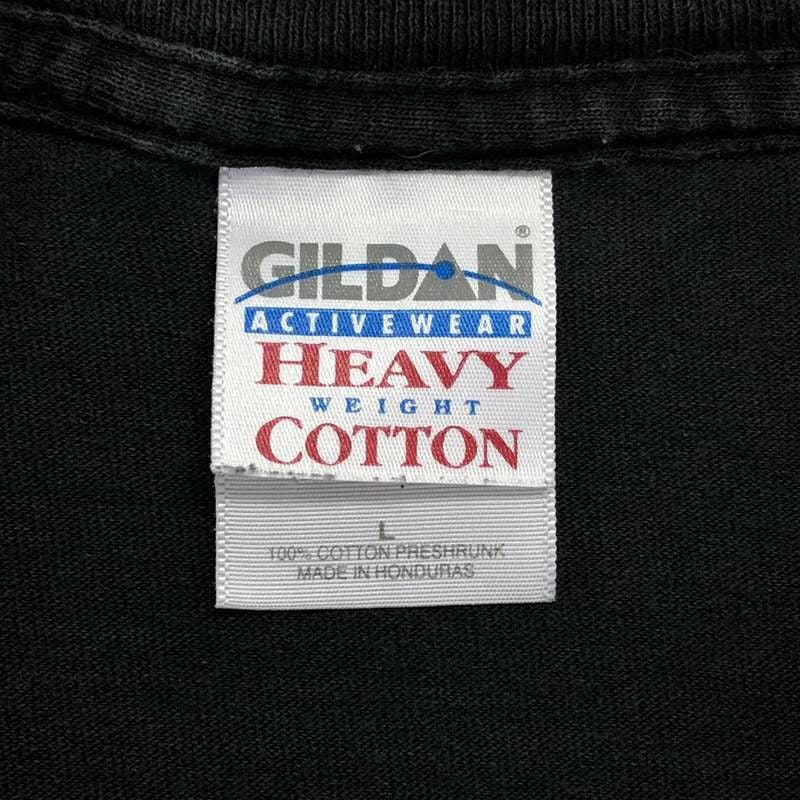 GILDAN®
ACTIVEWEAR
HEAVY
WEIGHT
COTTON
L
100% COTTON PRESHRUNK
MADE IN HONDURAS